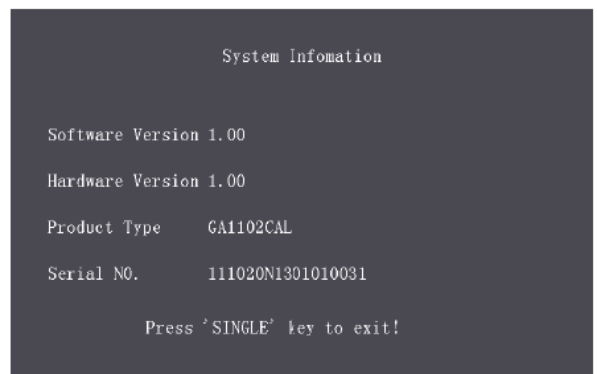 System Infomation
Software Version 1.00
Hardware Version 1.00
Product Type GA1102CAL
Serial NO. 111020N1301010031
Press 'SINGLE' key to exit!